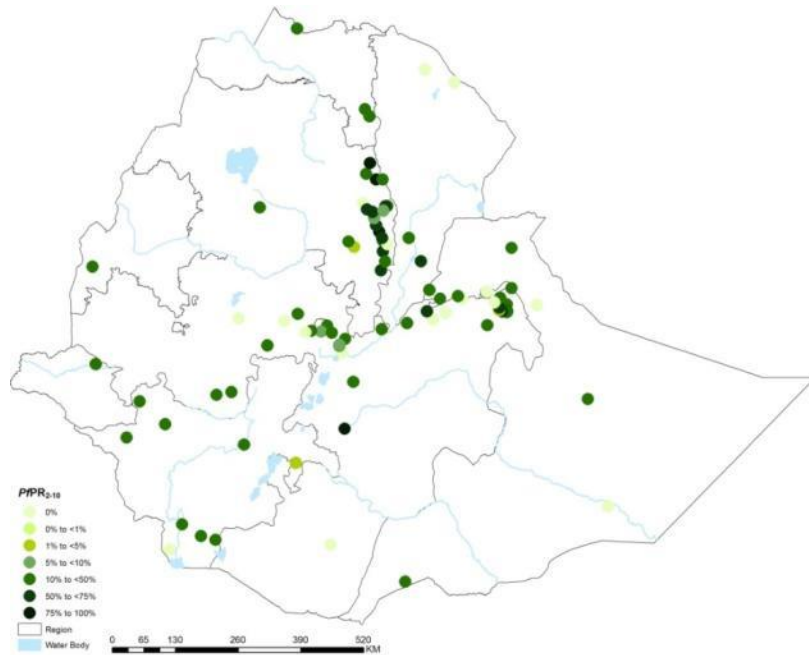 PfPR2-10
0%
0% to <1%
1% to <5%
5% to <10%
10% to <50%
50% to <75%
75% to 100%
Region
Water Body
0 65 130 260 390 520
KM